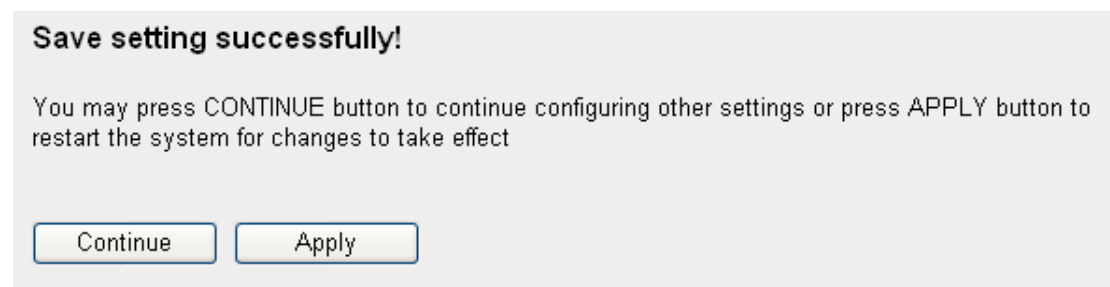 Save setting successfully!
You may press CONTINUE button to continue configuring other settings or press APPLY button to
restart the system for changes to take effect
Continue Apply